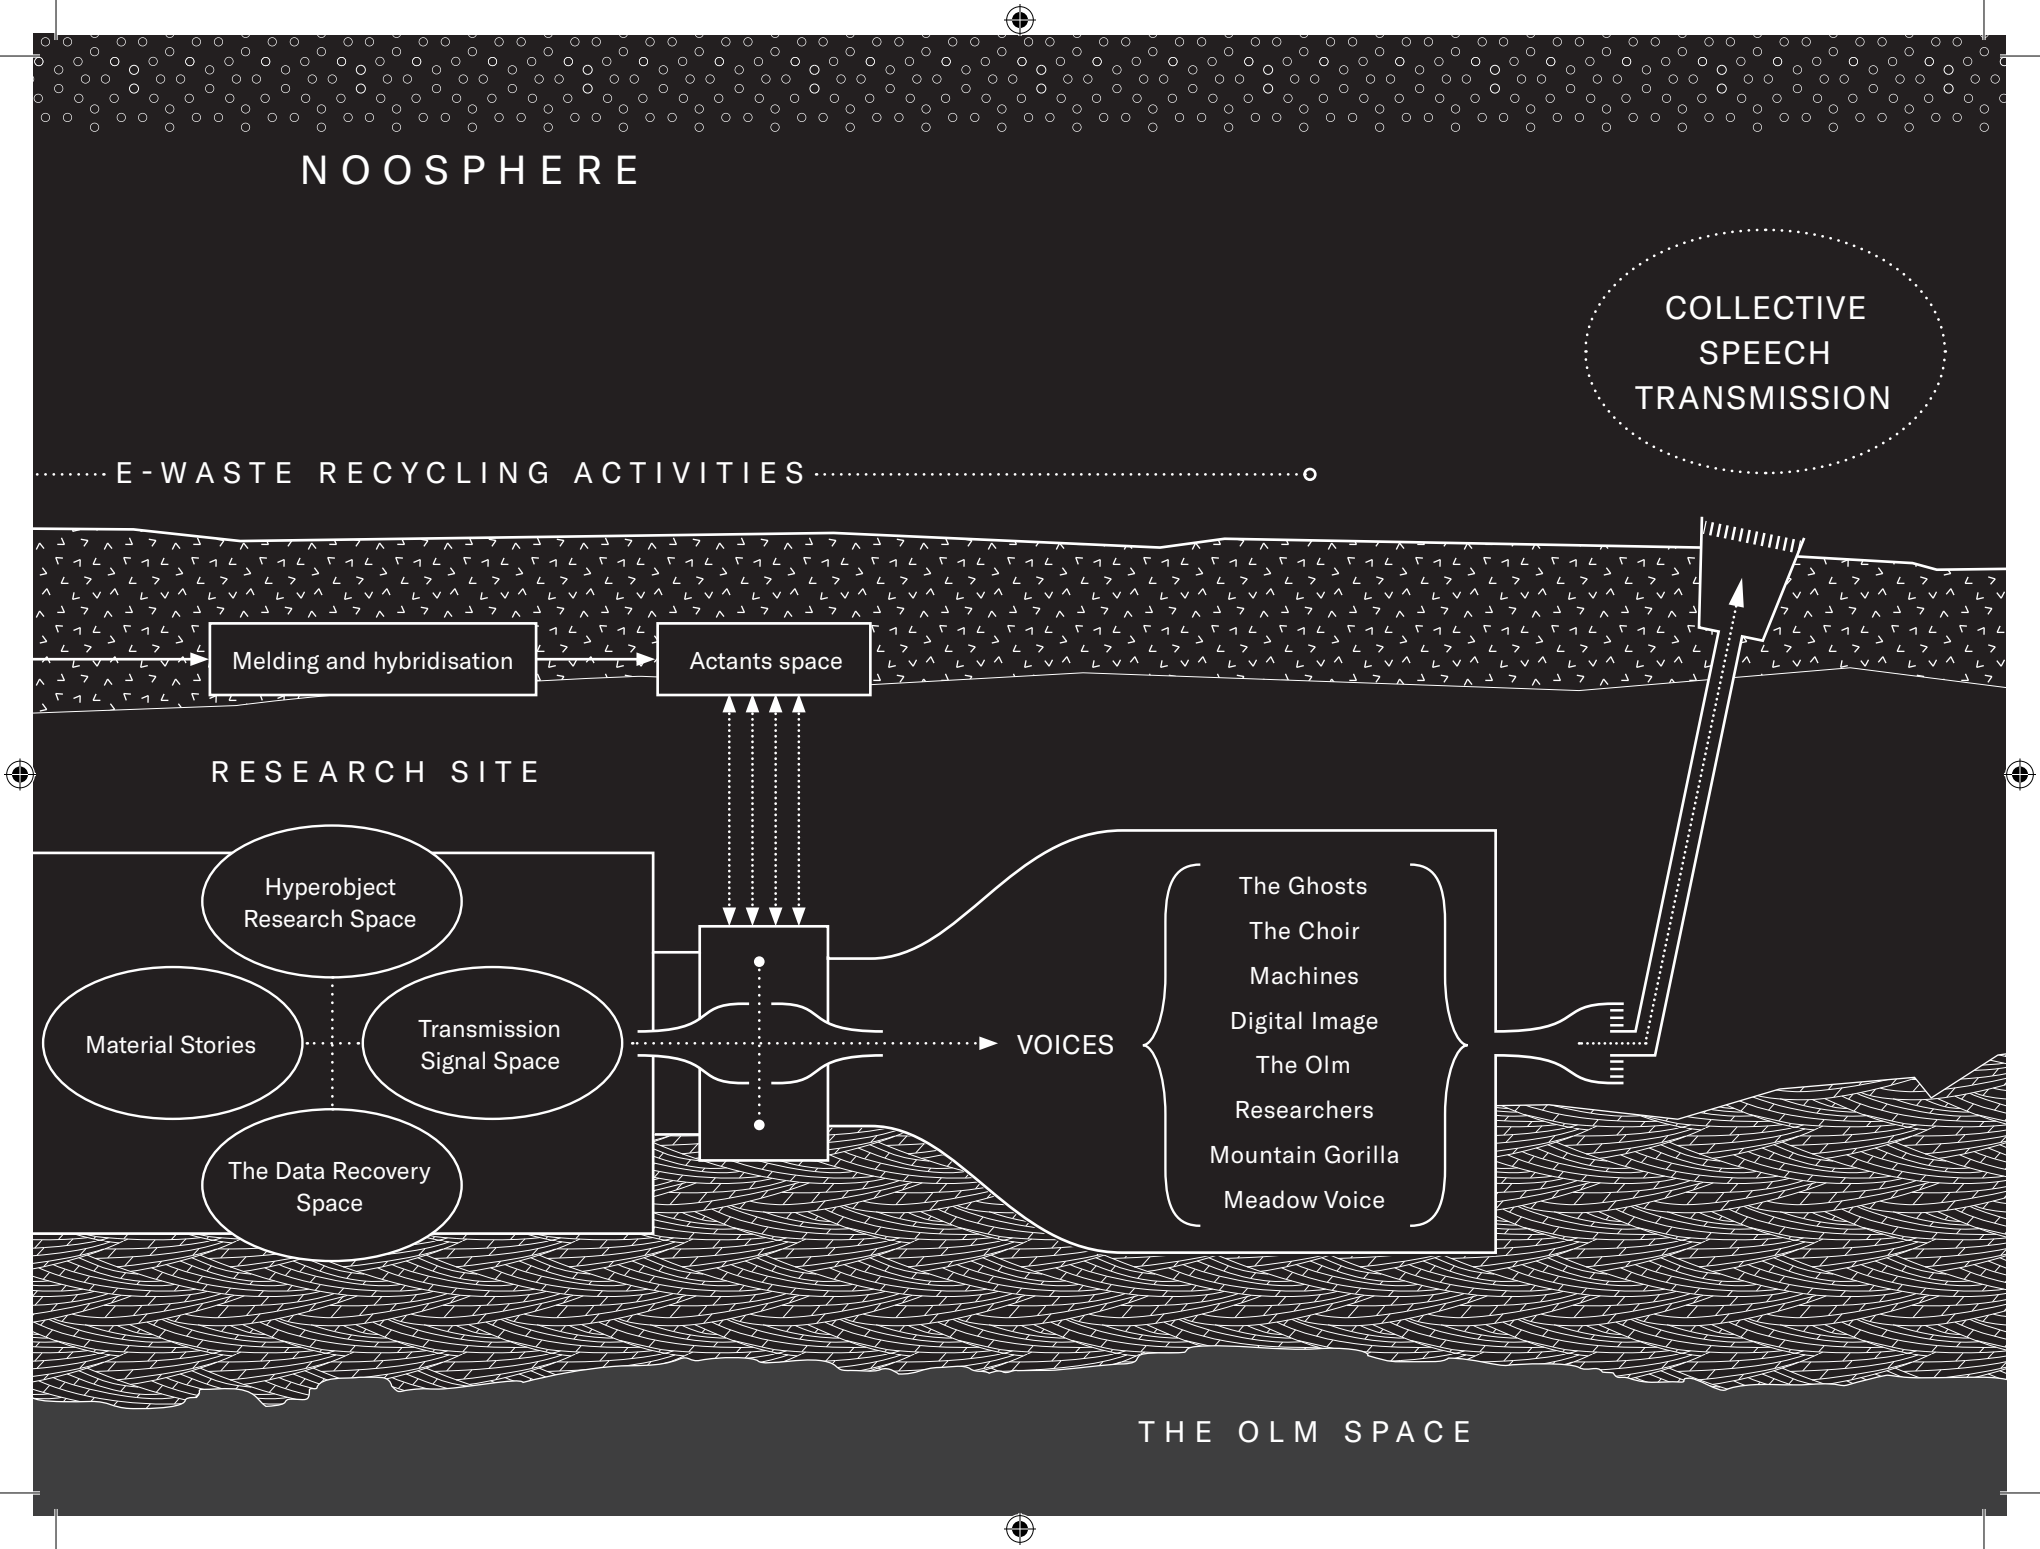 NOOSPHERE
COLLECTIVE
SPEECH
TRANSMISSION
E-WASTE RECYCLING ACTIVITIES
Melding and hybridisation
Actants space
RESEARCH SITE
Hyperobject
Research Space
Material Stories
Transmission
Signal Space
The Data Recovery
Space
VOICES
The Ghosts
The Choir
Machines
Digital Image
The Olm
Researchers
Mountain Gorilla
Meadow Voice
THE OLM SPACE